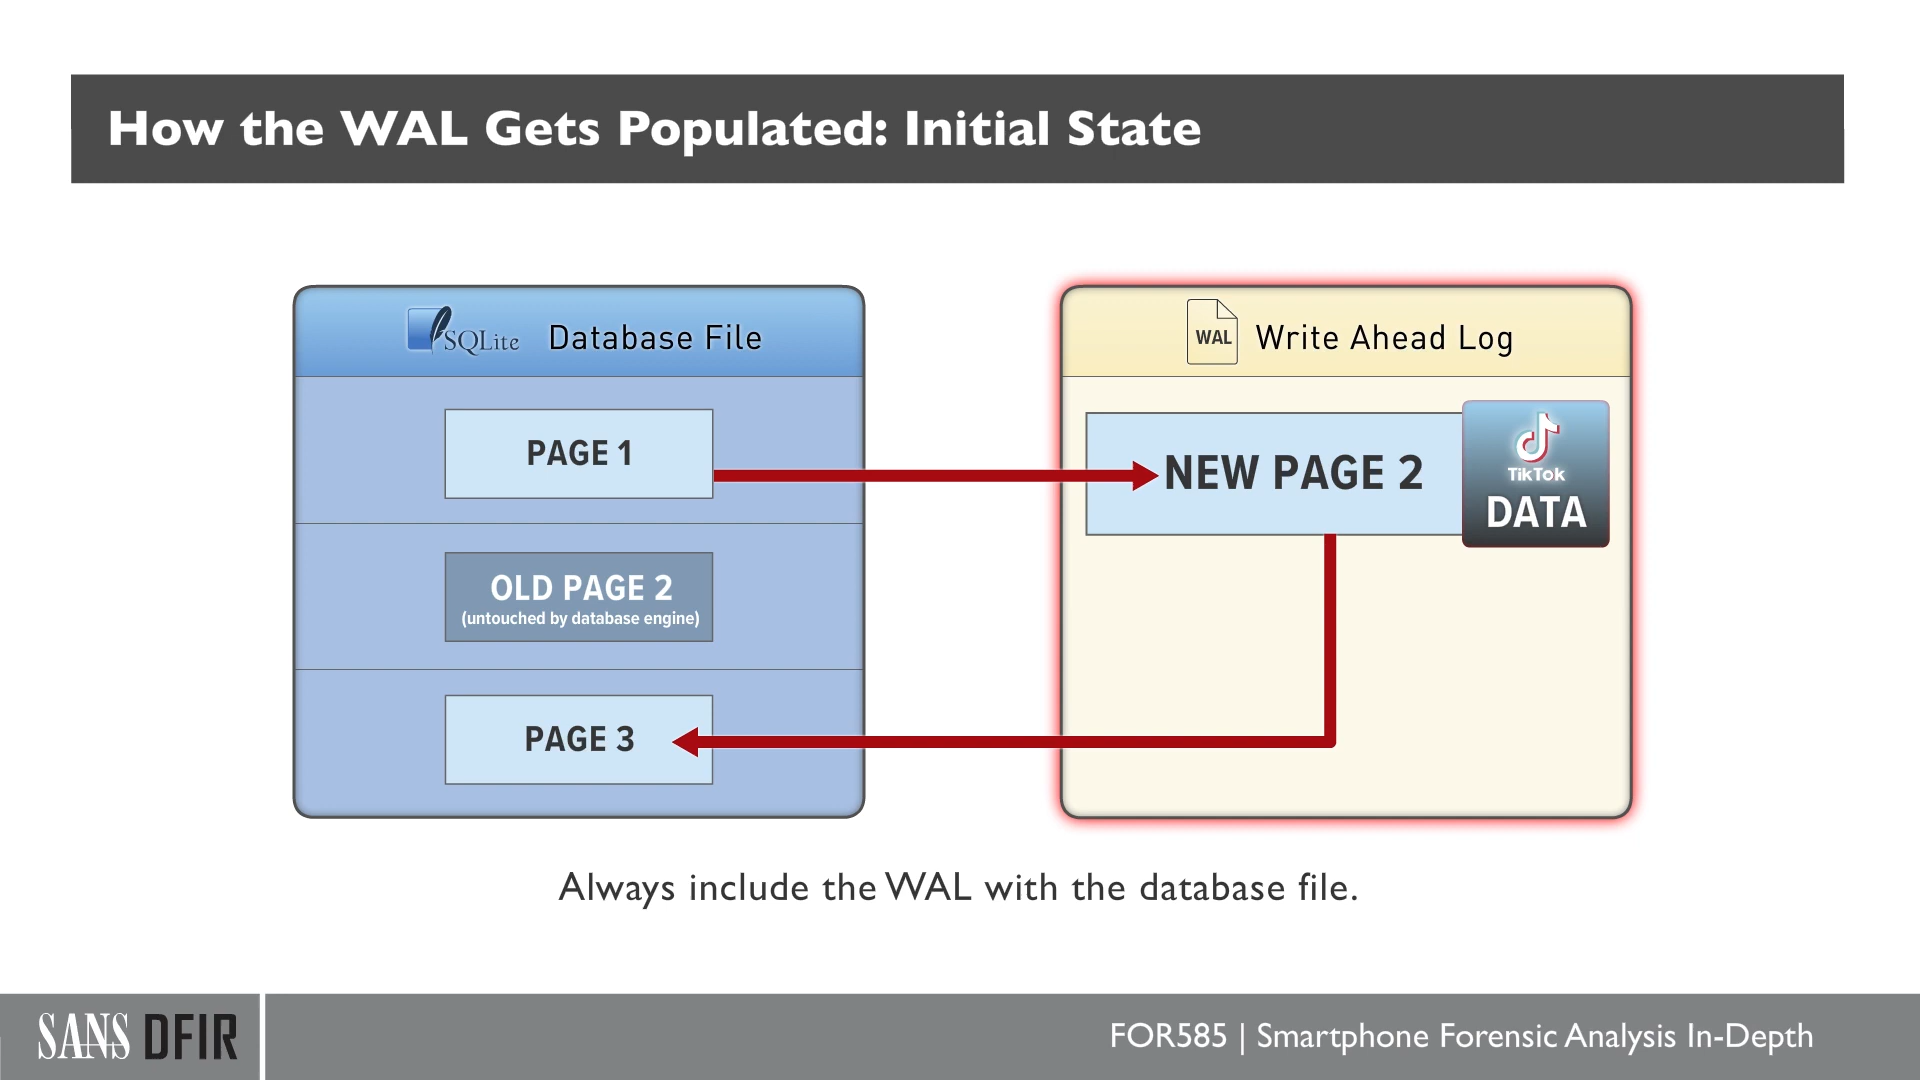 How the WAL Gets Populated: Initial State
SQLite Database File
PAGE 1
OLD PAGE 2
(untouched by database engine)
PAGE 3
WAL Write Ahead Log
NEW PAGE 2
TikTok
DATA
Always include the WAL with the database file.
SANS DFIR
FOR585 | Smartphone Forensic Analysis In-Depth